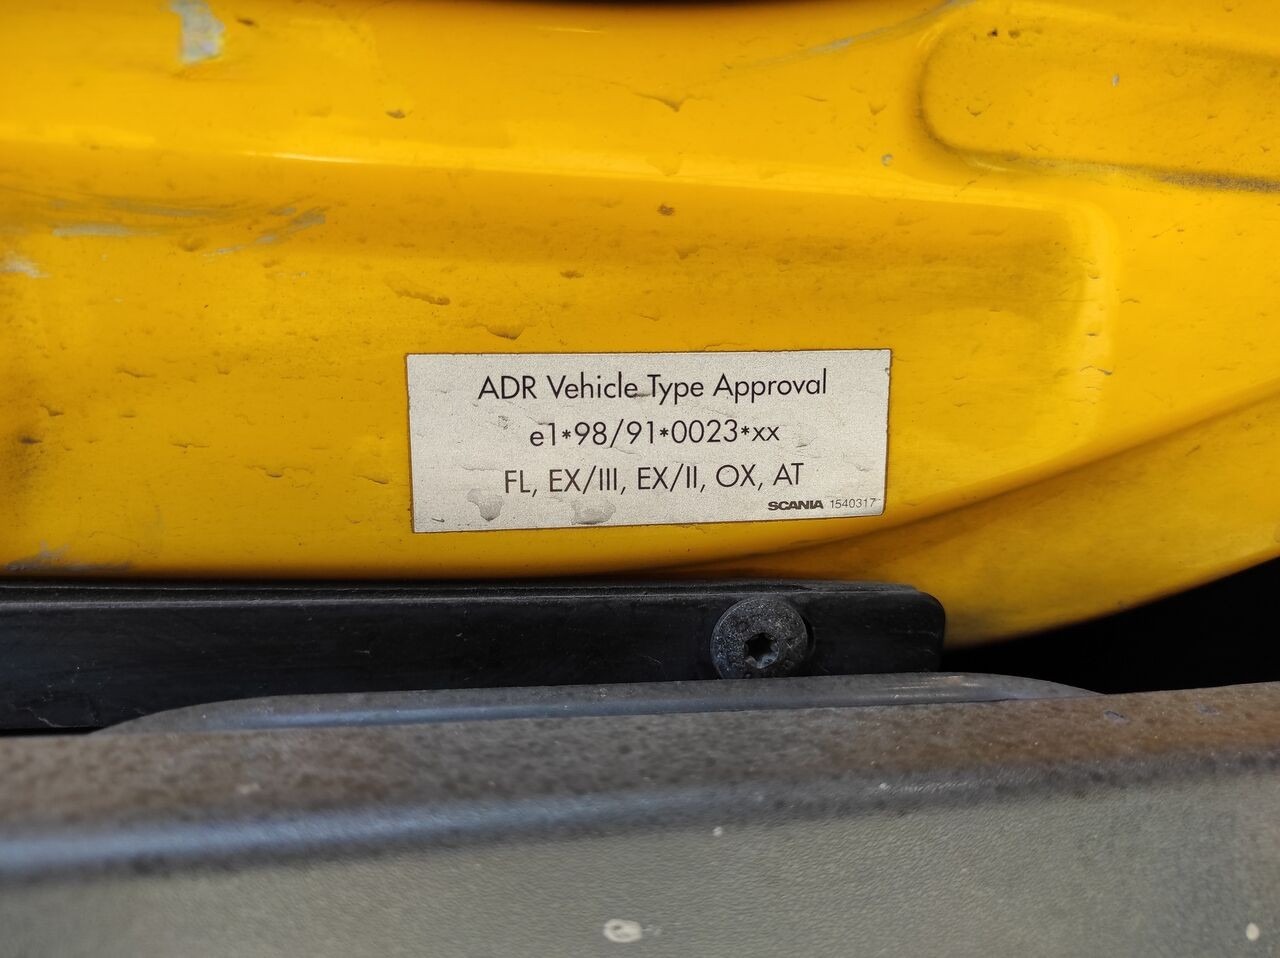 ADR Vehicle Type Approval
e1*98/91*0023*xx
FL, EX/III, EX/II, OX, AT
SCANIA 1540317